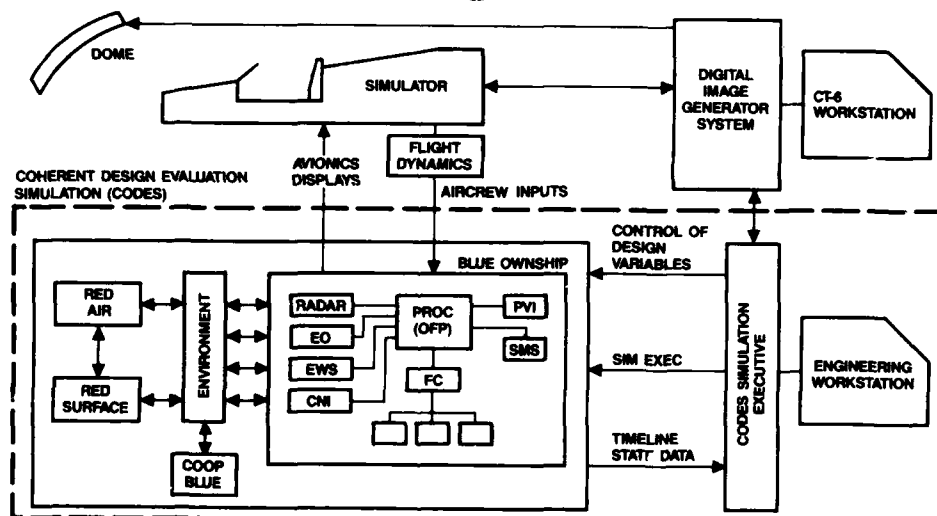 DOME
SIMULATOR
DIGITAL
IMAGE
GENERATOR
SYSTEM
CT-6
WORKSTATION
AVIONICS
DISPLAYS
FLIGHT
DYNAMICS
AIRCREW INPUTS
COHERENT DESIGN EVALUATION
SIMULATION (CODES)
CONTROL OF
DESIGN
VARIABLES
BLUE OWNSHIP
RED
AIR
RED
SURFACE
ENVIRONMENT
COOP
BLUE
RADAR
EO
EWS
CNI
PROC
(OFP)
PVI
SMS
FC
SIM EXEC
TIMELINE
DATA
CODES SIMULATION
EXECUTIVE
ENGINEERING
WORKSTATION